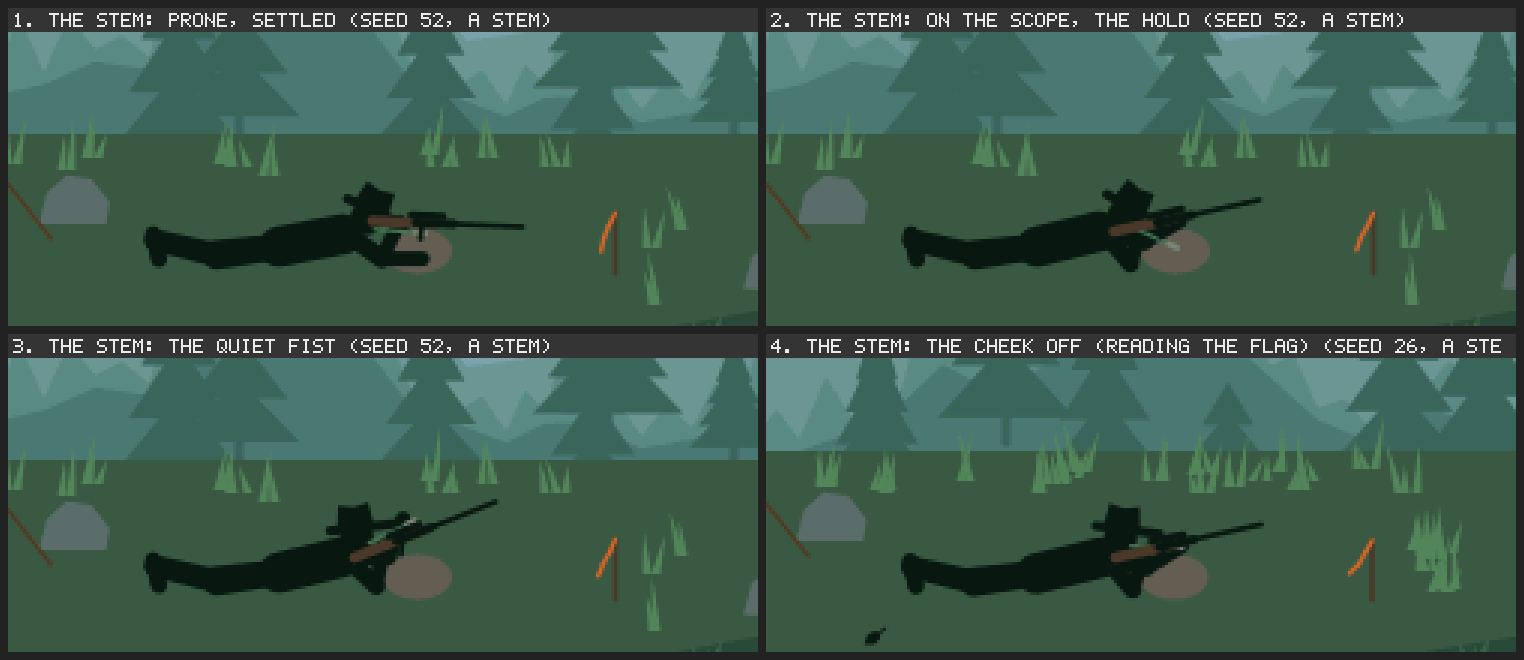 1. THE STEM: PRONE, SETTLED (SEED 52, A STEM)
2. THE STEM: ON THE SCOPE, THE HOLD (SEED 52, A STEM)
3. THE STEM: THE QUIET FIST (SEED 52, A STEM)
4. THE STEM: THE CHEEK OFF (READING THE FLAG) (SEED 26, A STE